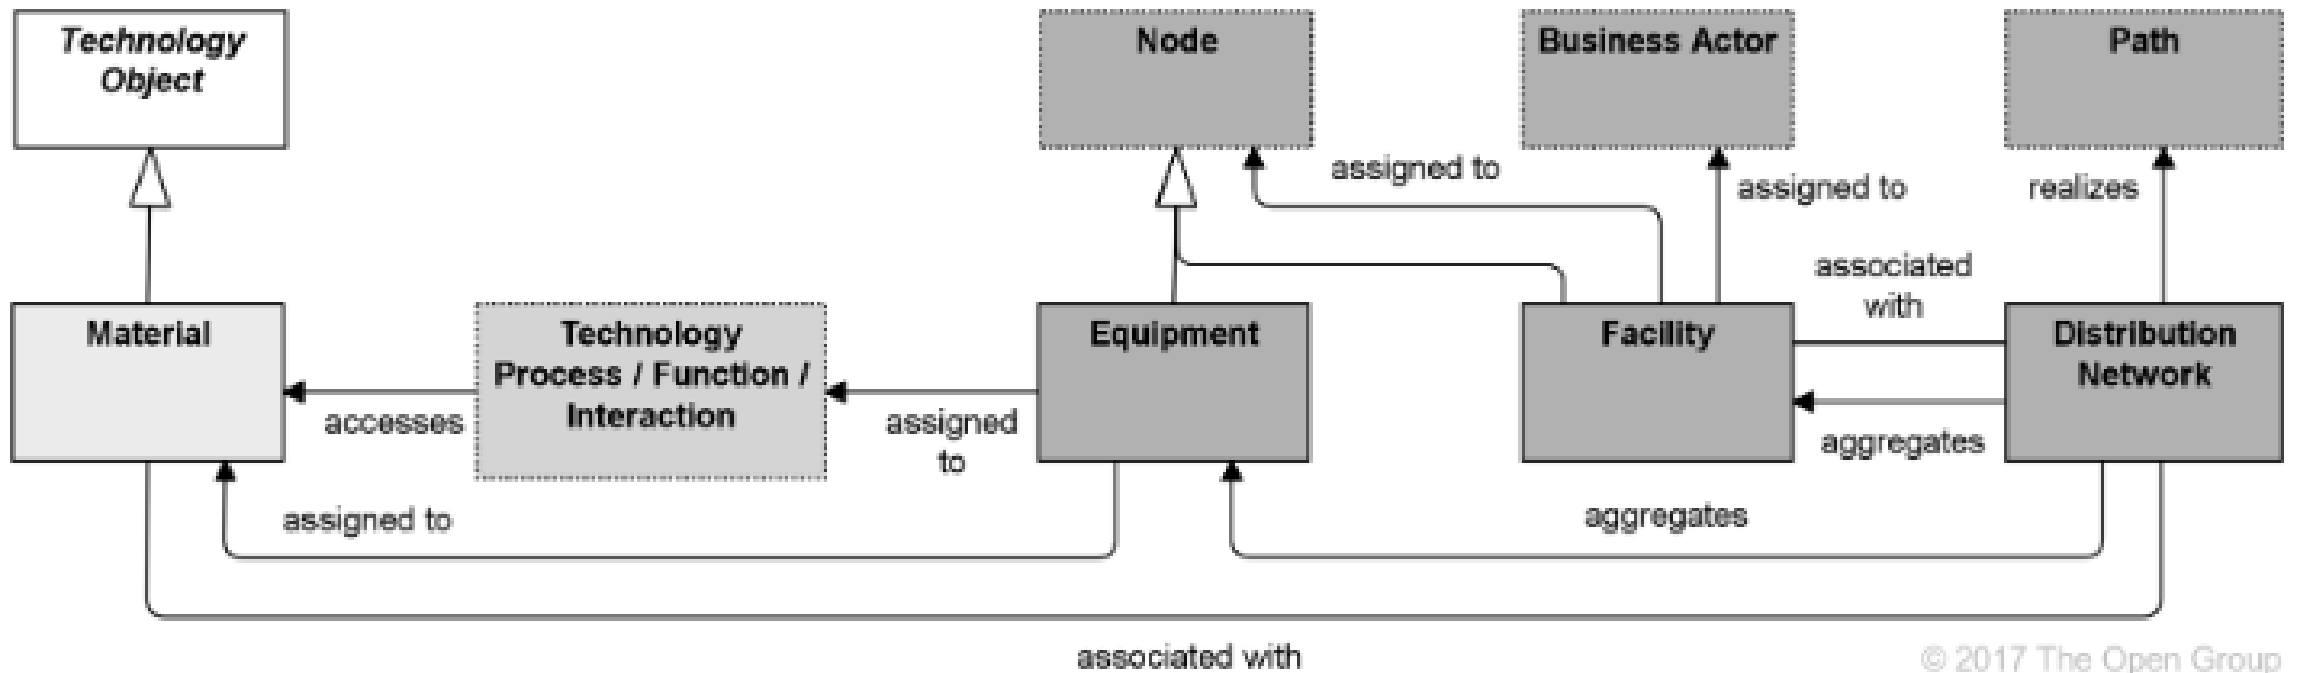 Technology
Object
Node
Business Actor
Path
assigned to
assigned to
realizes
associated
with
Material
Technology
Process / Function /
Interaction
Equipment
Facility
Distribution
Network
accesses
assigned
to
aggregates
assigned to
aggregates
associated with
© 2017 The Open Group